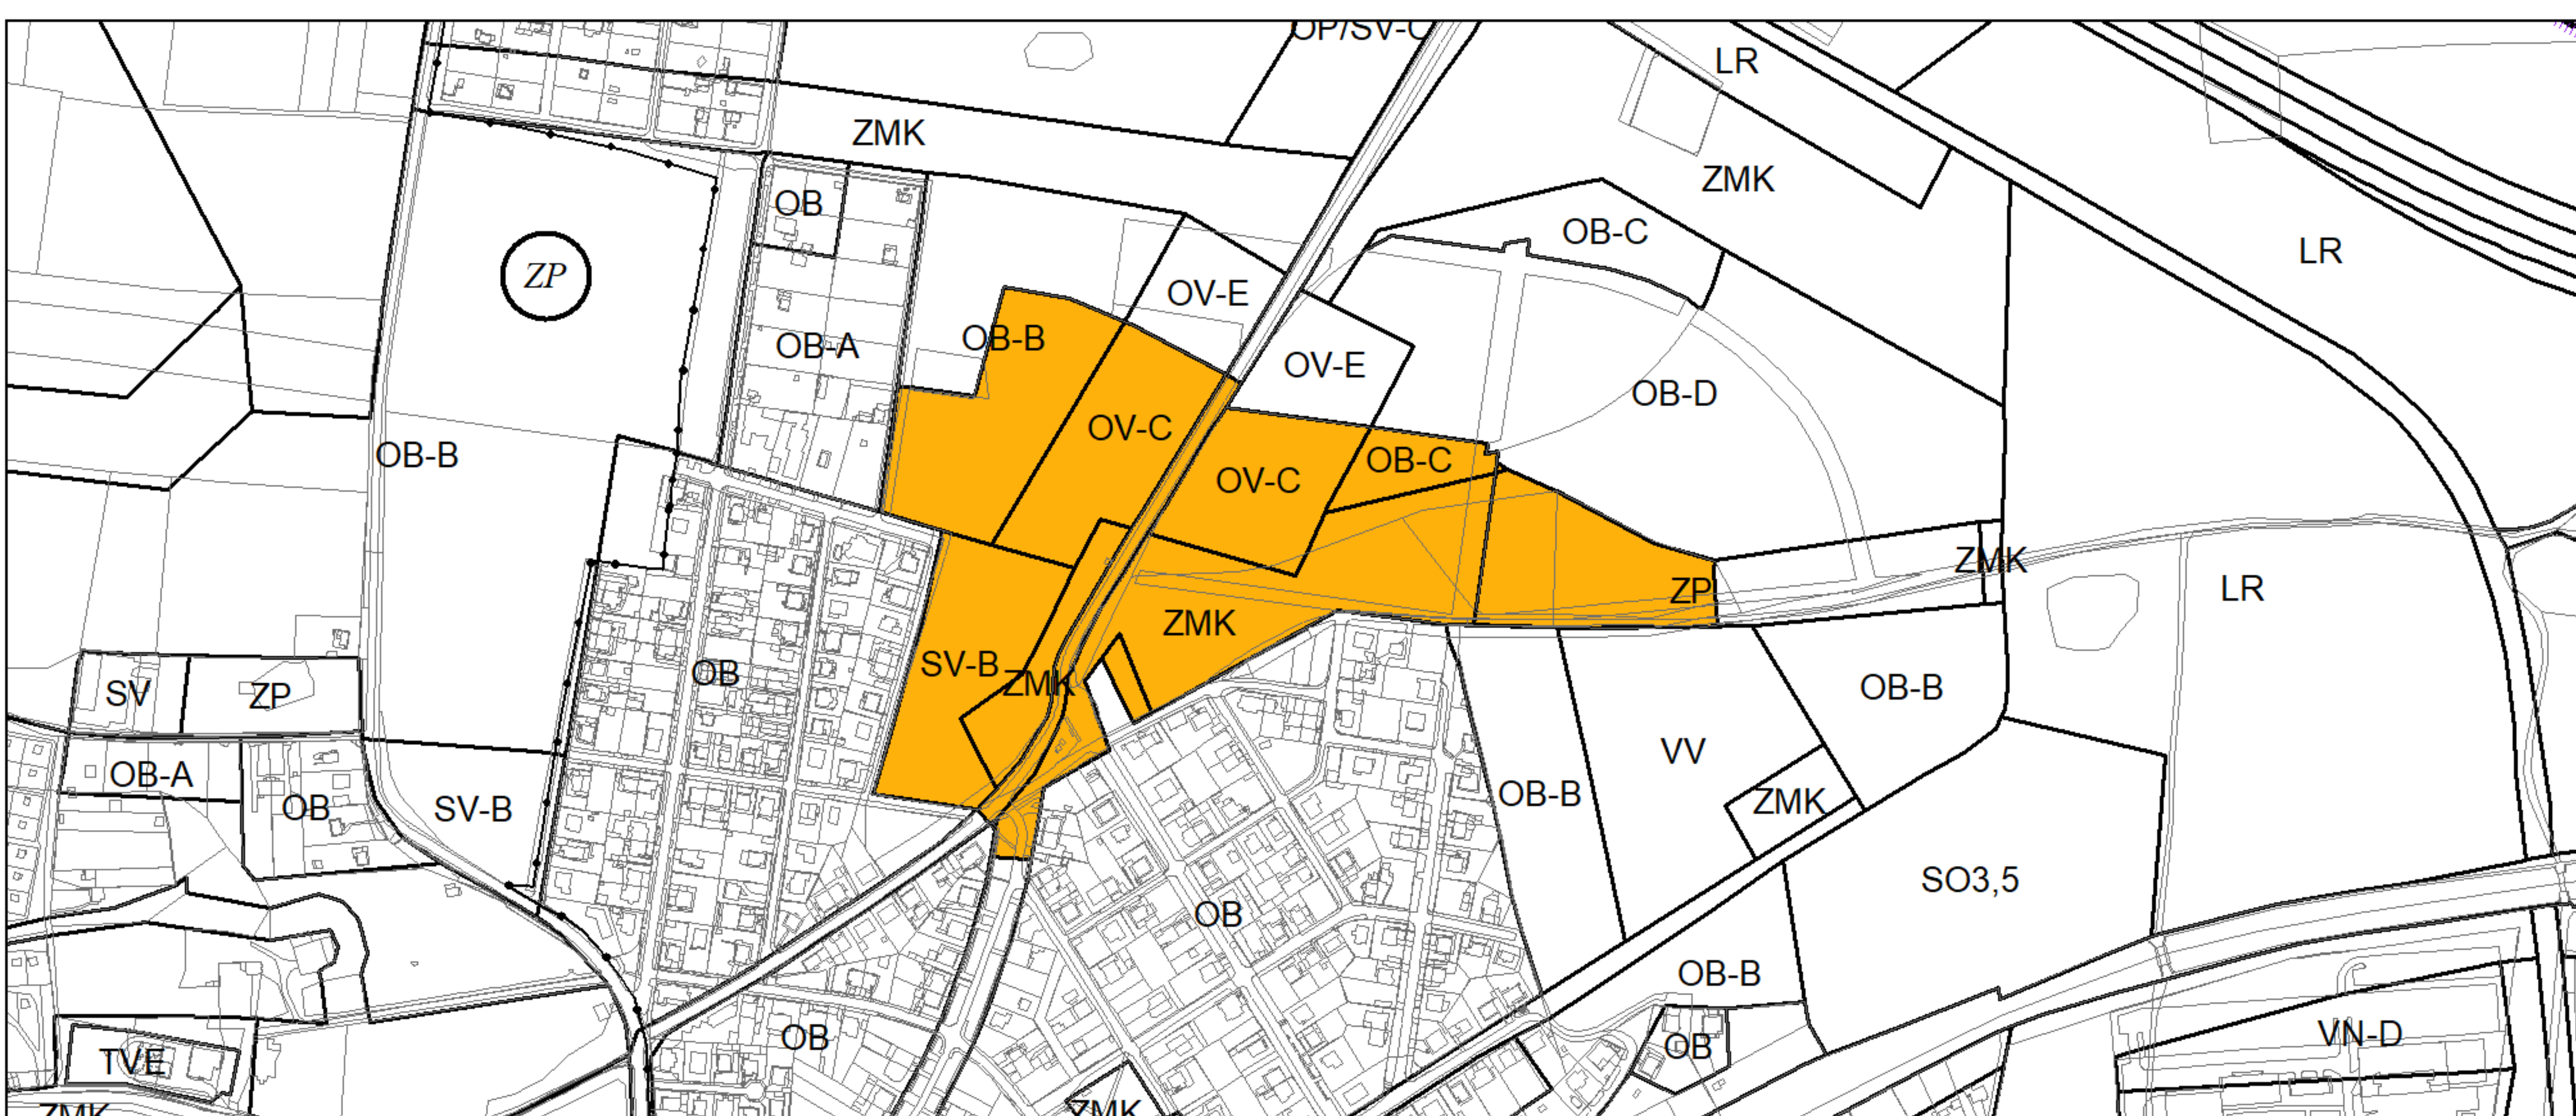 OP/SV-C
LR
ZMK
ZMK
OB
OB-C
LR
ZP
OV-E
OB-B
OB-A
OV-E
OB-D
OV-C
OB-B
OB-C
OV-C
ZMK
LR
ZP
ZMK
SV-B
OB
ZMK
OB-B
SV
ZP
VV
OB-A
OB-B
ZMK
OB
SV-B
SO3,5
OB
OB-B
OB
OB
VN-D
TVE
ZMK
ZMK